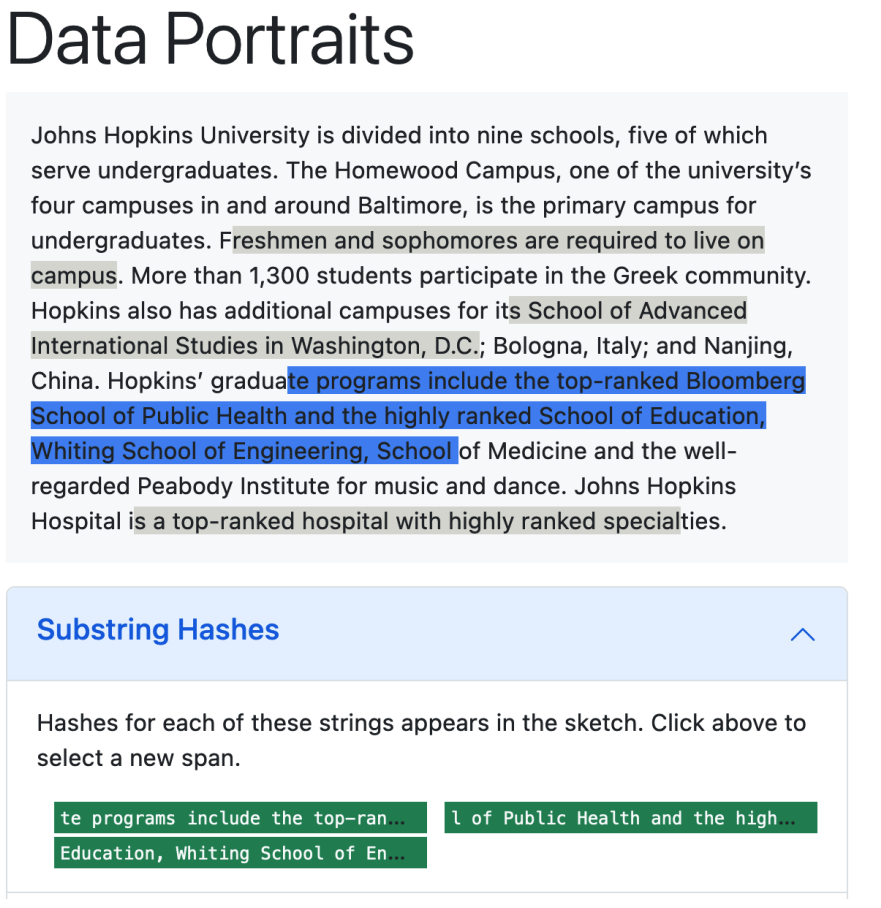 Data Portraits
Johns Hopkins University is divided into nine schools, five of which
serve undergraduates. The Homewood Campus, one of the university’s
four campuses in and around Baltimore, is the primary campus for
undergraduates. Freshmen and sophomores are required to live on
campus. More than 1,300 students participate in the Greek community.
Hopkins also has additional campuses for its School of Advanced
International Studies in Washington, D.C.; Bologna, Italy; and Nanjing,
China. Hopkins’ graduate programs include the top-ranked Bloomberg
School of Public Health and the highly ranked School of Education,
Whiting School of Engineering, School of Medicine and the well-
regarded Peabody Institute for music and dance. Johns Hopkins
Hospital is a top-ranked hospital with highly ranked specialties.
Substring Hashes
Hashes for each of these strings appears in the sketch. Click above to
select a new span.
te programs include the top-ran... l of Public Health and the high...
Education, Whiting School of En...